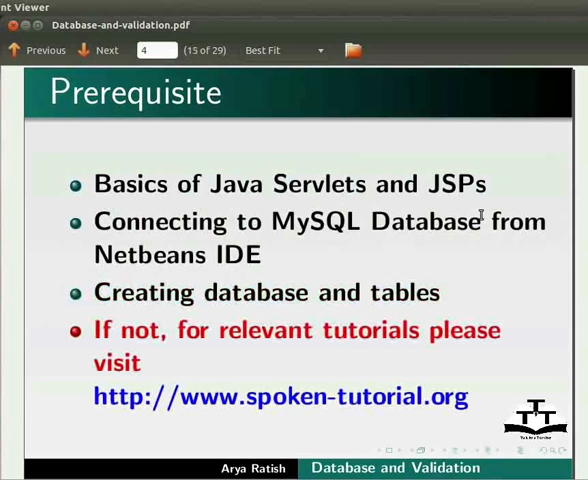 nt Viewer
Database-and-validation.pdf
Previous Next 4 (15 of 29) Best Fit
Prerequisite
Basics of Java Servlets and JSPs
Connecting to MySQL Database from
Netbeans IDE
Creating database and tables
If not, for relevant tutorials please
visit
http://www.spoken-tutorial.org
Arya Ratish Database and Validation